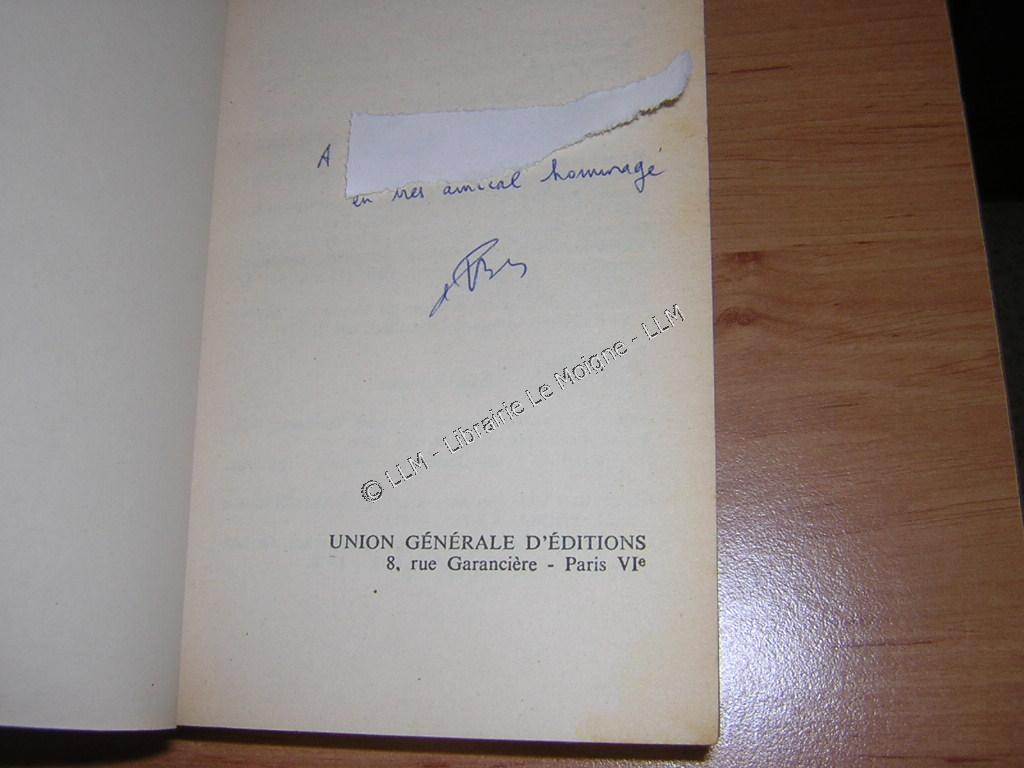 A
en très amical hommage
© LLM - Librairie Le Moigne - LLM
UNION GÉNÉRALE D'ÉDITIONS
8, rue Garancière - Paris VIᵉ